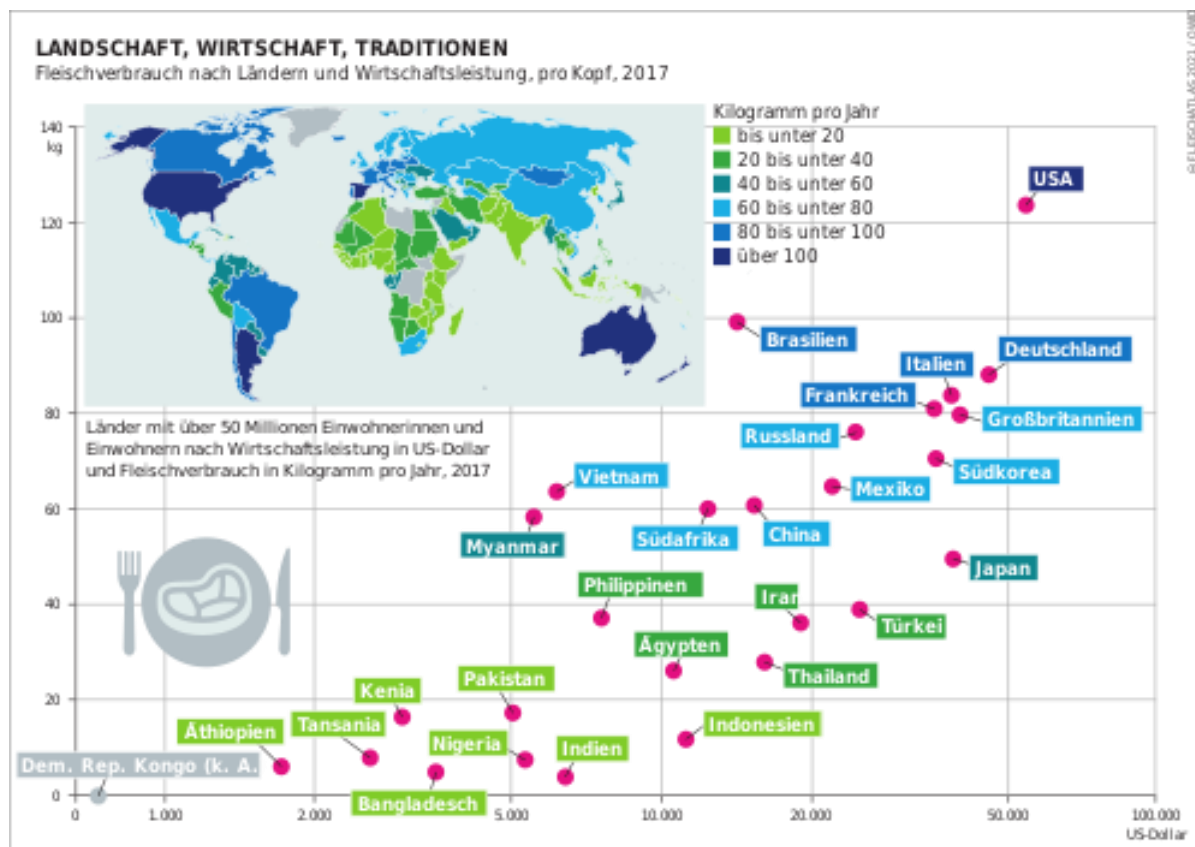 LANDSCHAFT, WIRTSCHAFT, TRADITIONEN
Fleischverbrauch nach Ländern und Wirtschaftsleistung, pro Kopf, 2017
Kilogramm pro Jahr
bis unter 20
20 bis unter 40
40 bis unter 60
60 bis unter 80
80 bis unter 100
über 100
140
kg
120
100
80
60
40
20
0
Länder mit über 50 Millionen Einwohnerinnen und
Einwohnern nach Wirtschaftsleistung in US-Dollar
und Fleischverbrauch in Kilogramm pro Jahr, 2017
USA
Brasilien
Deutschland
Italien
Frankreich
Großbritannien
Russland
Südkorea
Vietnam
Mexiko
Myanmar
Südafrika
China
Japan
Philippinen
Iran
Türkei
Ägypten
Thailand
Pakistan
Kenia
Tansania
Äthiopien
Nigeria
Indien
Indonesien
Dem. Rep. Kongo (k. A.
Bangladesch
0
1.000
2.000
5.000
10.000
20.000
50.000
100.000
US-Dollar
© FLEISCHATLAS 2021 / OWID